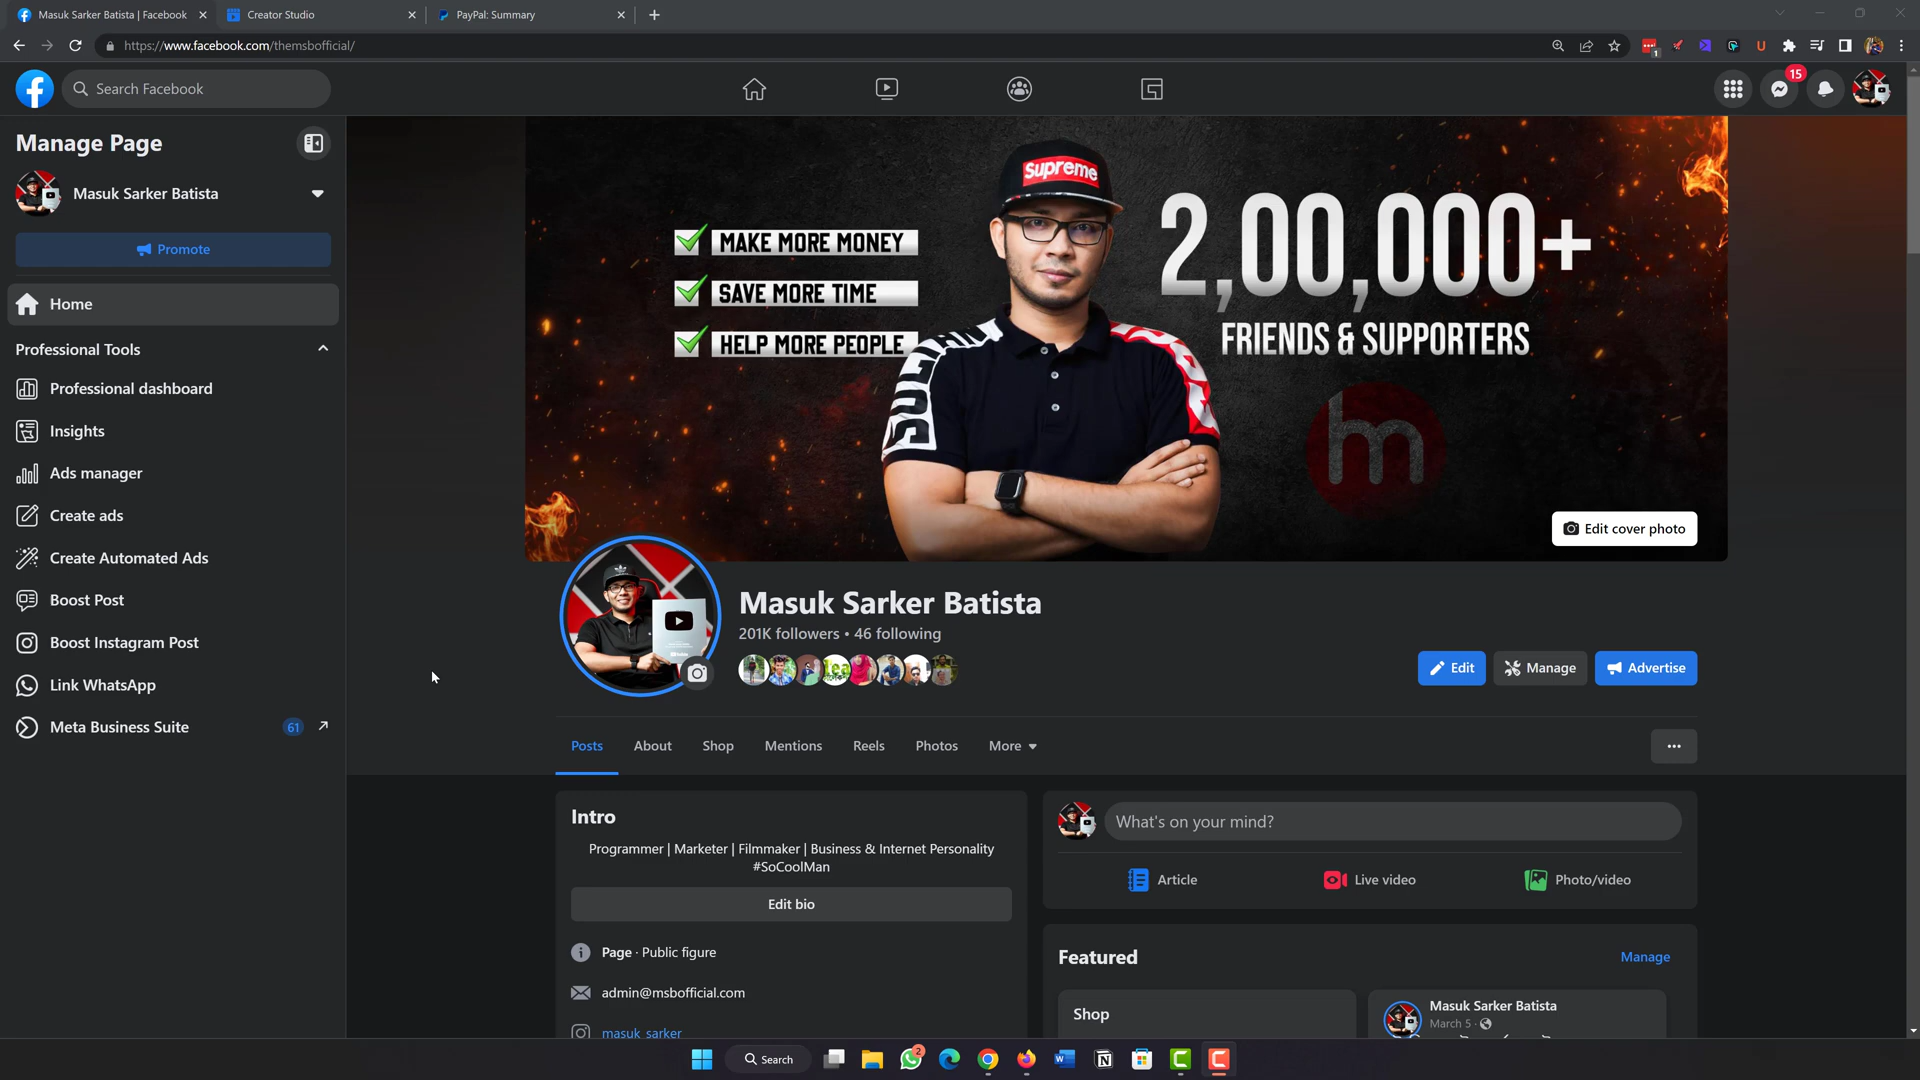 Masuk Sarker Batista | Facebook
Creator Studio
PayPal: Summary
https://www.facebook.com/themsbofficial/
1
Search Facebook
15
Manage Page
Masuk Sarker Batista
Promote
Home
Professional Tools
Professional dashboard
Insights
Ads manager
Create ads
Create Automated Ads
Boost Post
Boost Instagram Post
Link WhatsApp
Meta Business Suite
61
Supreme
MAKE MORE MONEY
SAVE MORE TIME
HELP MORE PEOPLE
2,00,000+
FRIENDS & SUPPORTERS
Edit cover photo
Masuk Sarker Batista
201K followers • 46 following
Edit
Manage
Advertise
Posts
About
Shop
Mentions
Reels
Photos
More
Intro
Programmer | Marketer | Filmmaker | Business & Internet Personality
#SoCoolMan
Edit bio
Page · Public figure
admin@msbofficial.com
masuk_sarker
What's on your mind?
Article
Live video
Photo/video
Featured
Manage
Shop
Masuk Sarker Batista
March 5 ·
Search
2